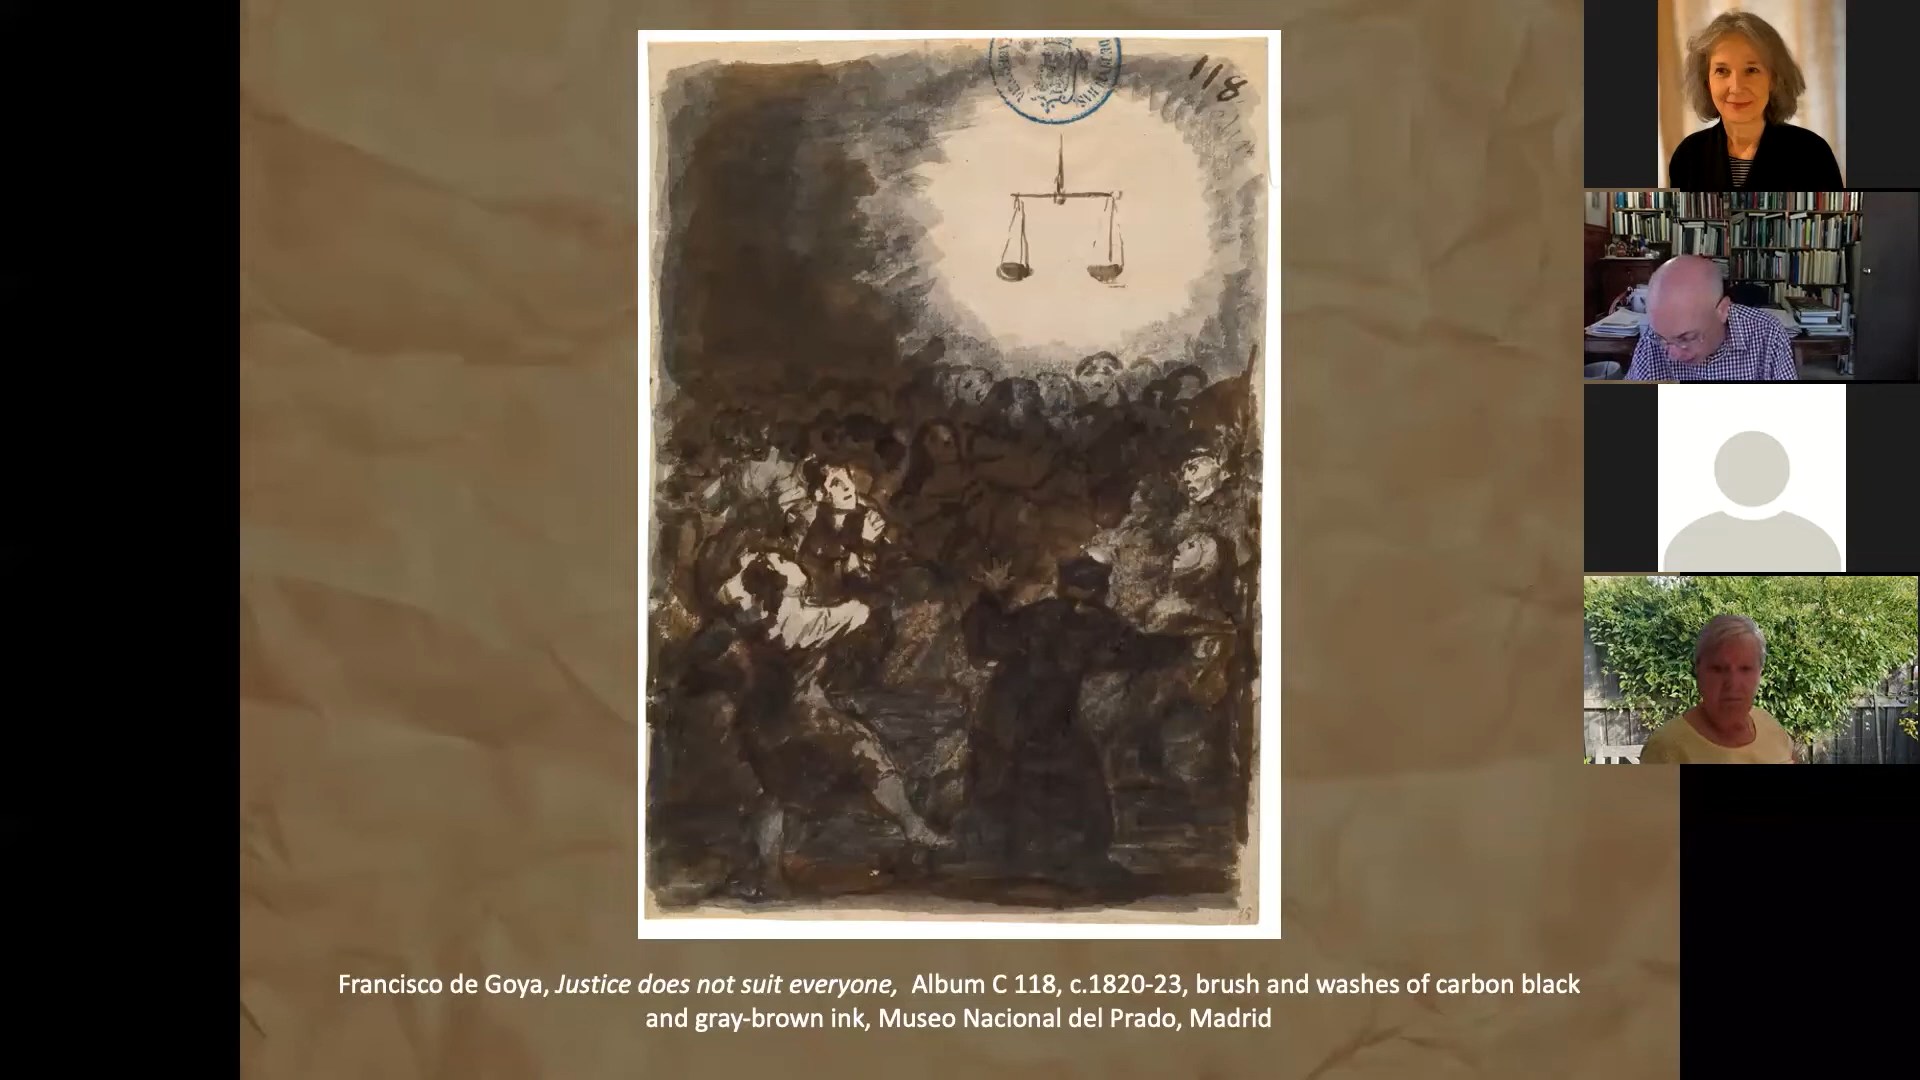 118
Francisco de Goya, Justice does not suit everyone, Album C 118, c.1820-23, brush and washes of carbon black
and gray-brown ink, Museo Nacional del Prado, Madrid